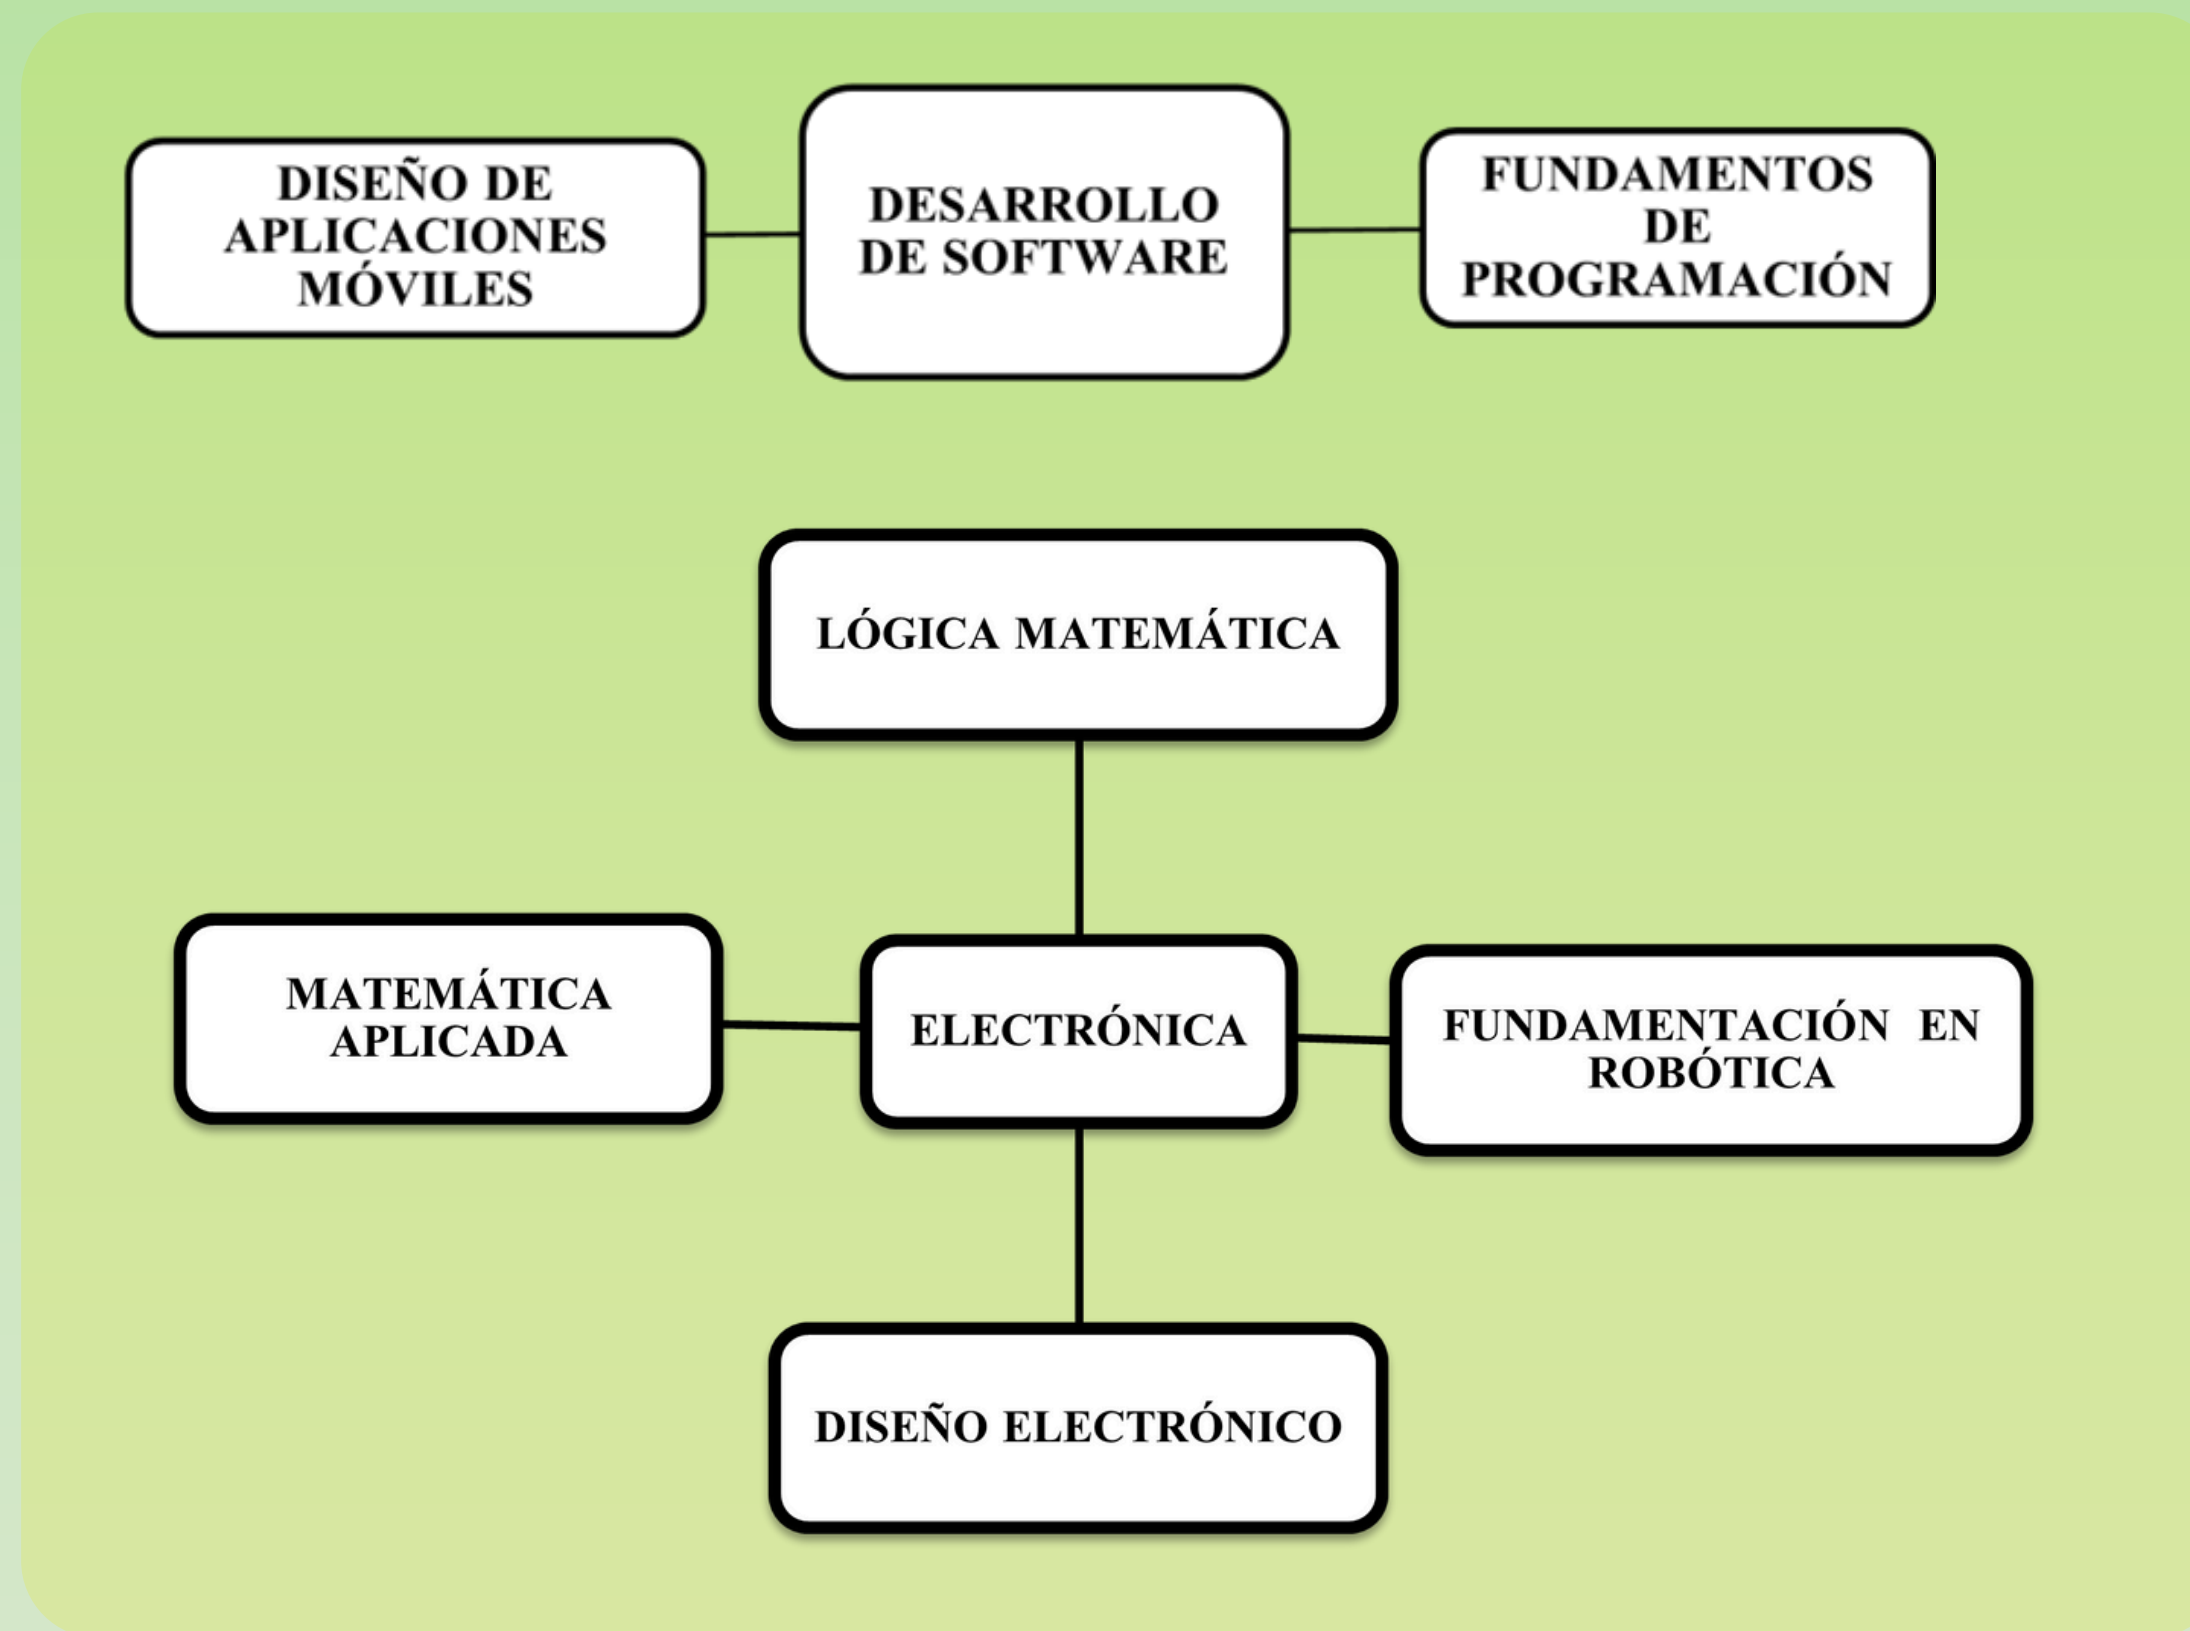 DISEÑO DE
APLICACIONES
MÓVILES
DESARROLLO
DE SOFTWARE
FUNDAMENTOS
DE
PROGRAMACIÓN
LÓGICA MATEMÁTICA
MATEMÁTICA
APLICADA
ELECTRÓNICA
FUNDAMENTACIÓN  EN
ROBÓTICA
DISEÑO ELECTRÓNICO